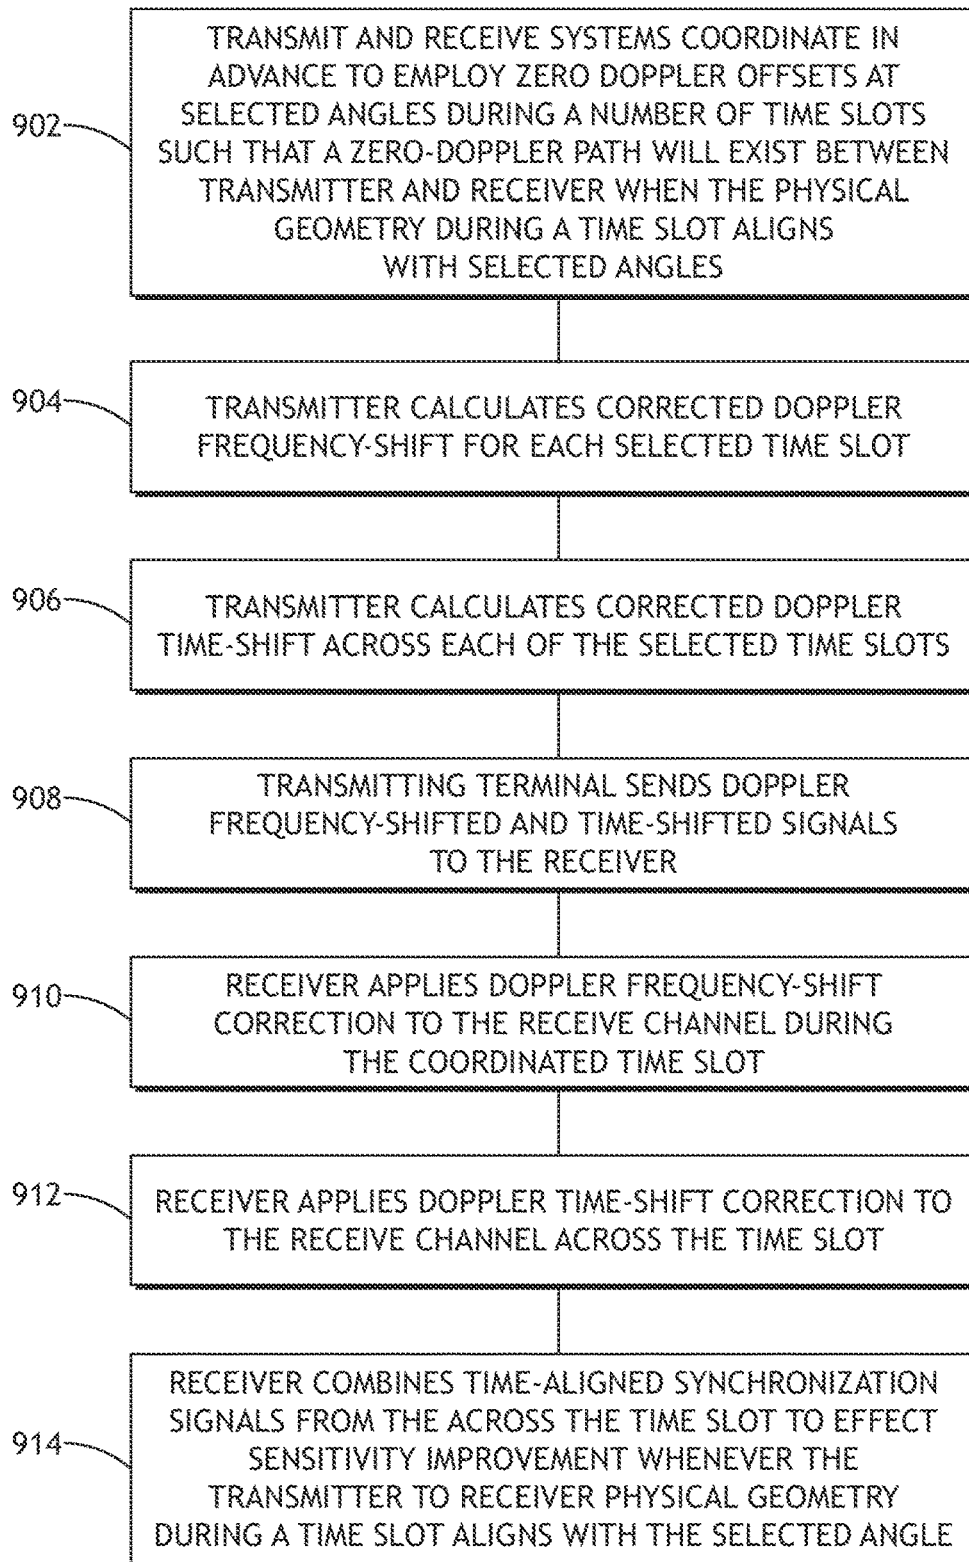 902
TRANSMIT AND RECEIVE SYSTEMS COORDINATE IN
ADVANCE TO EMPLOY ZERO DOPPLER OFFSETS AT
SELECTED ANGLES DURING A NUMBER OF TIME SLOTS
SUCH THAT A ZERO-DOPPLER PATH WILL EXIST BETWEEN
TRANSMITTER AND RECEIVER WHEN THE PHYSICAL
GEOMETRY DURING A TIME SLOT ALIGNS
WITH SELECTED ANGLES
904
TRANSMITTER CALCULATES CORRECTED DOPPLER
FREQUENCY-SHIFT FOR EACH SELECTED TIME SLOT
906
TRANSMITTER CALCULATES CORRECTED DOPPLER
TIME-SHIFT ACROSS EACH OF THE SELECTED TIME SLOTS
908
TRANSMITTING TERMINAL SENDS DOPPLER
FREQUENCY-SHIFTED AND TIME-SHIFTED SIGNALS
TO THE RECEIVER
910
RECEIVER APPLIES DOPPLER FREQUENCY-SHIFT
CORRECTION TO THE RECEIVE CHANNEL DURING
THE COORDINATED TIME SLOT
912
RECEIVER APPLIES DOPPLER TIME-SHIFT CORRECTION TO
THE RECEIVE CHANNEL ACROSS THE TIME SLOT
914
RECEIVER COMBINES TIME-ALIGNED SYNCHRONIZATION
SIGNALS FROM THE ACROSS THE TIME SLOT TO EFFECT
SENSITIVITY IMPROVEMENT WHENEVER THE
TRANSMITTER TO RECEIVER PHYSICAL GEOMETRY
DURING A TIME SLOT ALIGNS WITH THE SELECTED ANGLE